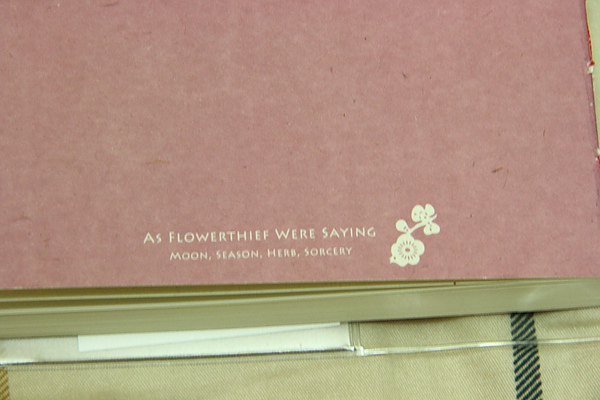 As Flowerthief Were Saying
Moon, Season, Herb, Sorcery